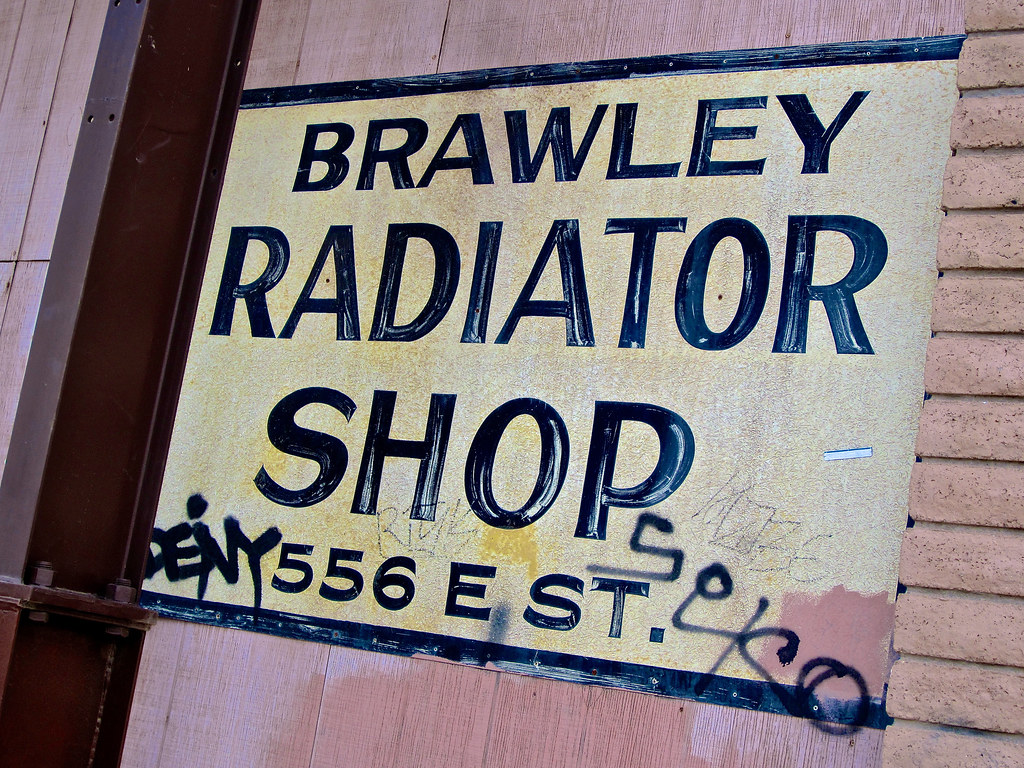 BRAWLEY
RADIATOR
SHOP
556 E ST.